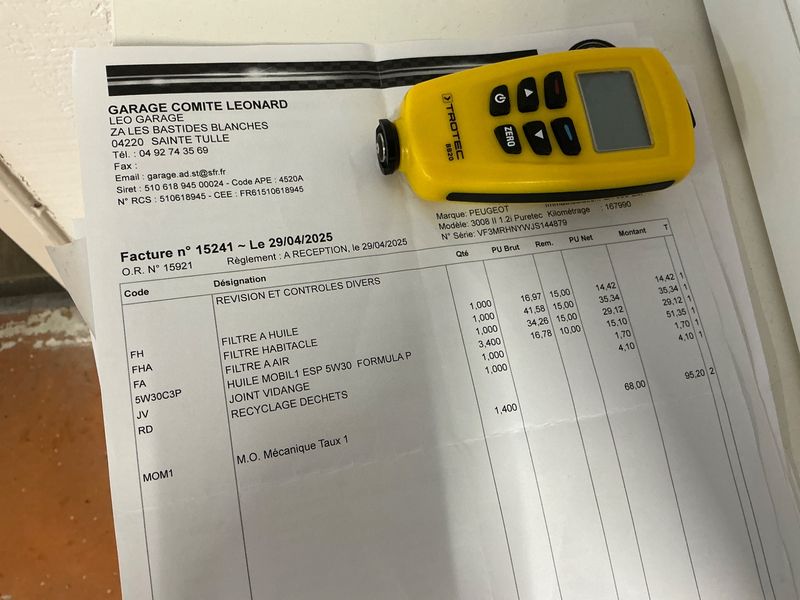 GARAGE COMITE LEONARD
LEO GARAGE
ZA LES BASTIDES BLANCHES
04220 SAINTE TULLE
Tél. : 04 92 74 35 69
Fax :
Email : garage.ad.st@sfr.fr
Siret : 510 618 945 00024 - Code APE : 4520A
N° RCS : 510618945 - CEE : FR61510618945
TROTEC
BB20
ZERO
Marque: PEUGEOT
Modèle: 3008 II 1.2i Puretec Kilométrage : 167990
N° Série: VF3MRHNYWJS144879
Facture n° 15241 ~ Le 29/04/2025
O.R. N° 15921 Règlement : A RECEPTION, le 29/04/2025
Code Désignation Qté PU Brut Rem. PU Net Montant T
REVISION ET CONTROLES DIVERS
FH FILTRE A HUILE 1,000 16,97 15,00 14,42 14,42 1
FHA FILTRE HABITACLE 1,000 41,58 15,00 35,34 35,34 1
FA FILTRE A AIR 1,000 34,26 15,00 29,12 29,12 1
5W30C3P HUILE MOBIL1 ESP 5W30 FORMULA P 3,400 16,78 10,00 15,10 51,35 1
JV JOINT VIDANGE 1,000 1,70 1,70 1
RD RECYCLAGE DECHETS 1,000 4,10 4,10 1
MOM1 M.O. Mécanique Taux 1 1,400 68,00 95,20 2